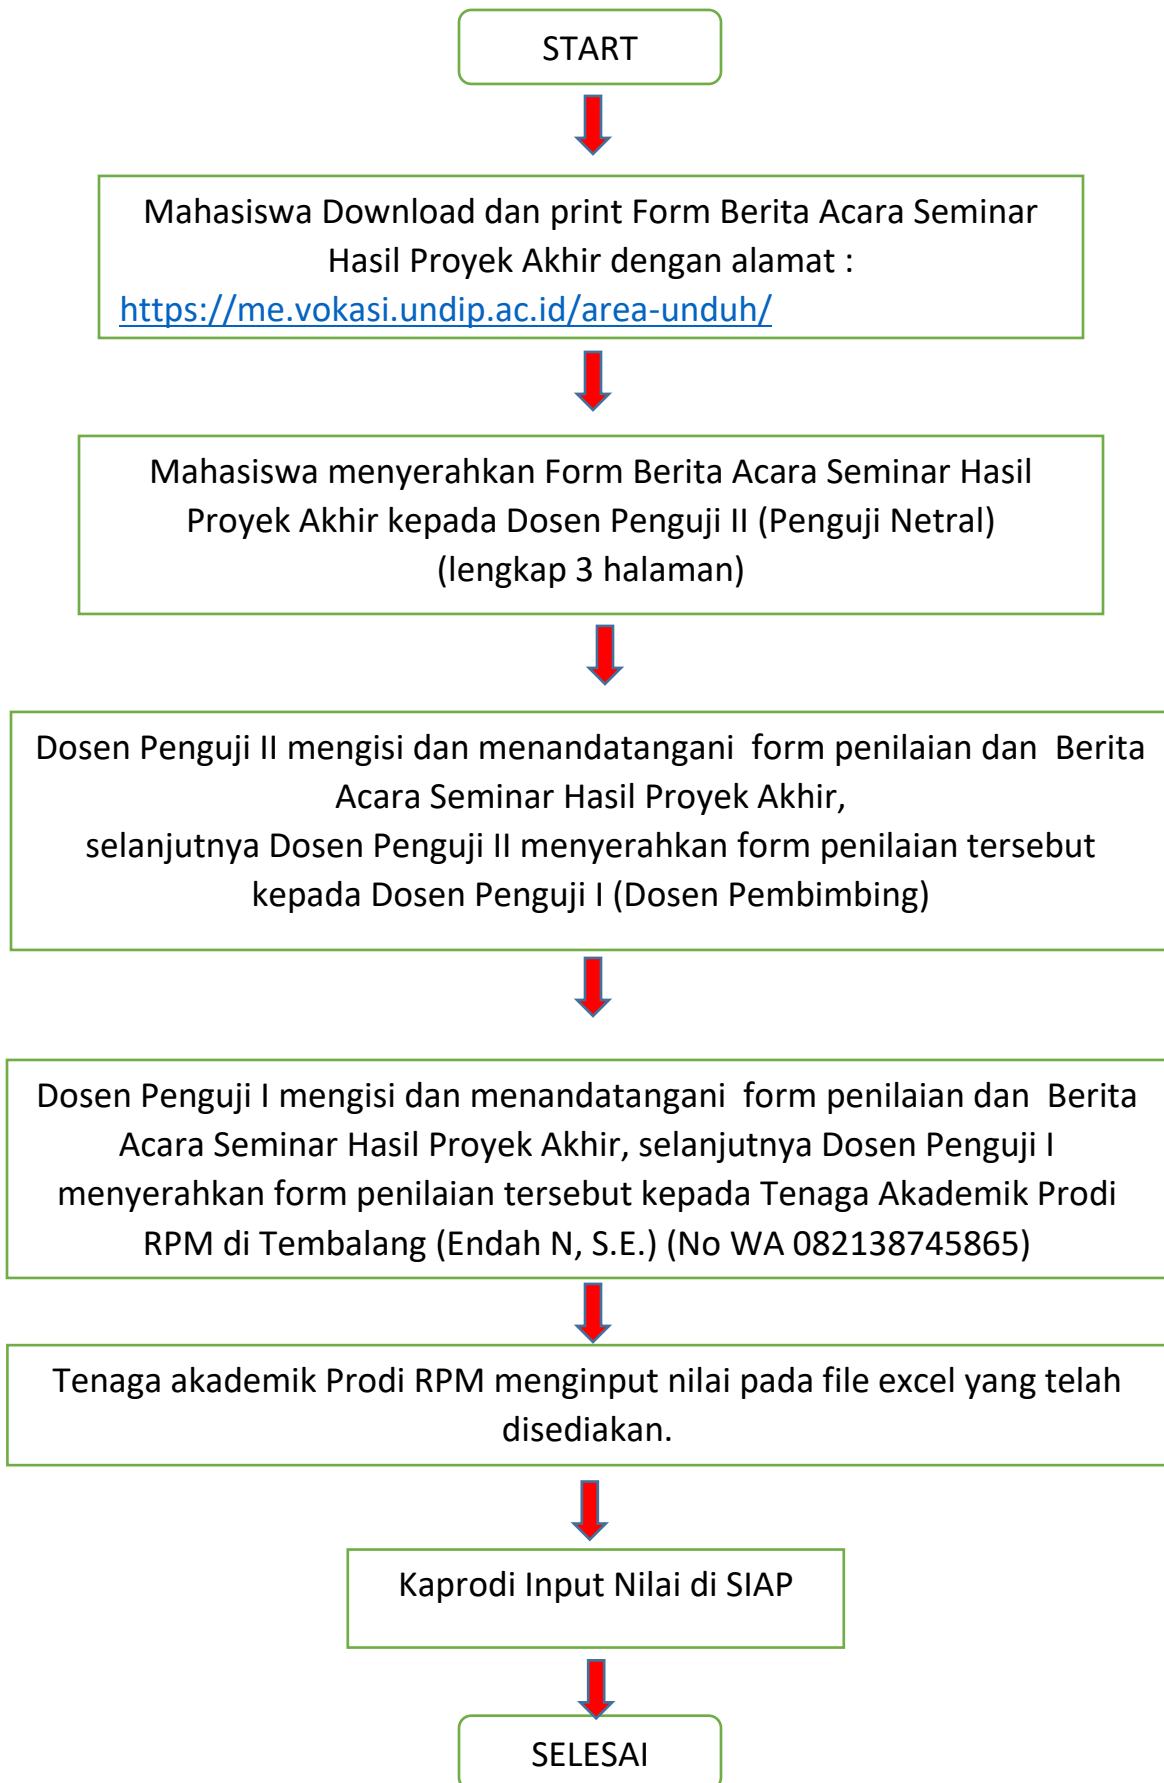 START
Mahasiswa Download dan print Form Berita Acara Seminar
Hasil Proyek Akhir dengan alamat :
https://me.vokasi.undip.ac.id/area-unduh/
Mahasiswa menyerahkan Form Berita Acara Seminar Hasil
Proyek Akhir kepada Dosen Penguji II (Penguji Netral)
(lengkap 3 halaman)
Dosen Penguji II mengisi dan menandatangani form penilaian dan Berita
Acara Seminar Hasil Proyek Akhir,
selanjutnya Dosen Penguji II menyerahkan form penilaian tersebut
kepada Dosen Penguji I (Dosen Pembimbing)
Dosen Penguji I mengisi dan menandatangani form penilaian dan Berita
Acara Seminar Hasil Proyek Akhir, selanjutnya Dosen Penguji I
menyerahkan form penilaian tersebut kepada Tenaga Akademik Prodi
RPM di Tembalang (Endah N, S.E.) (No WA 082138745865)
Tenaga akademik Prodi RPM menginput nilai pada file excel yang telah
disediakan.
Kaprodi Input Nilai di SIAP
SELESAI